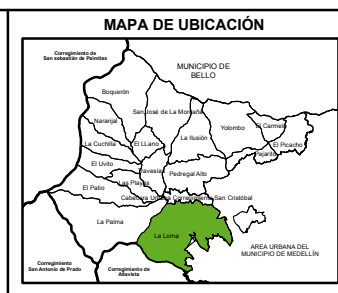 MAPA DE UBICACIÓN
Corregimiento de
San sebastián de Palmitas
MUNICIPIO DE
BELLO
Boquerón
San José de La Montaña
Naranjal
Yolombo
El Carmelo
La Cuchilla
El LLano
La Ilusión
El Picacho
Pajarito
El Uvito
Travesías
Pedregal Alto
Las Playas
El Patio
Cabecera Urbana Corregimiento San Cristóbal
La Palma
La Loma
AREA URBANA DEL
MUNICIPIO DE MEDELLÍN
Corregimiento
San Antonio de Prado
Corregimiento de
Altavista